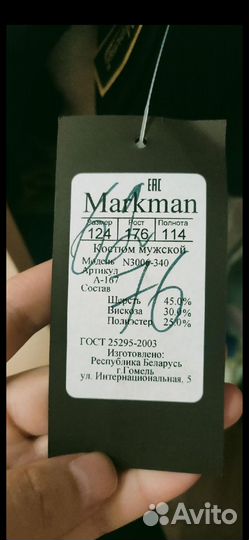 EAC
Markman
Размер Рост Полнота
124 176 114
Костюм мужской
Модель N3006-340
Артикул
А-167
Состав
Шерсть 45.0%
Вискоза 30.0%
Полиэстер 25.0%
ГОСТ 25295-2003
Изготовлено:
Республика Беларусь
г.Гомель
ул. Интернациональная, 5
Avito